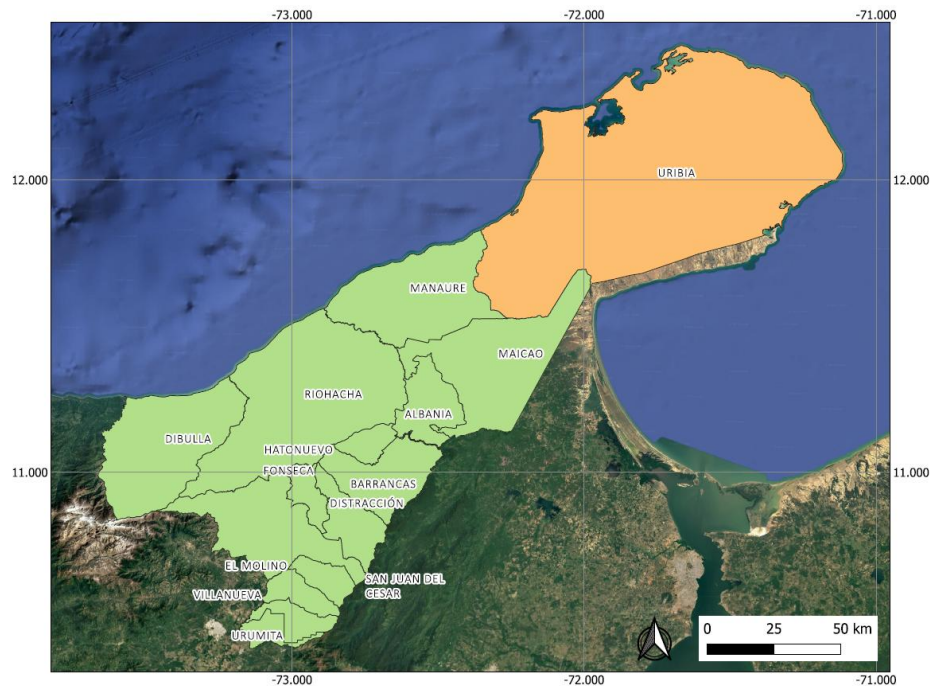 -73.000 -72.000 -71.000
12.000 URIBIA 12.000
MANAURE
MAICAO
RIOHACHA
ALBANIA
DIBULLA
HATONUEVO
FONSECA
11.000 11.000
BARRANCAS
DISTRACCIÓN
EL MOLINO
SAN JUAN DEL
CESAR
VILLANUEVA
URUMITA
0 25 50 km
-73.000 -72.000 -71.000